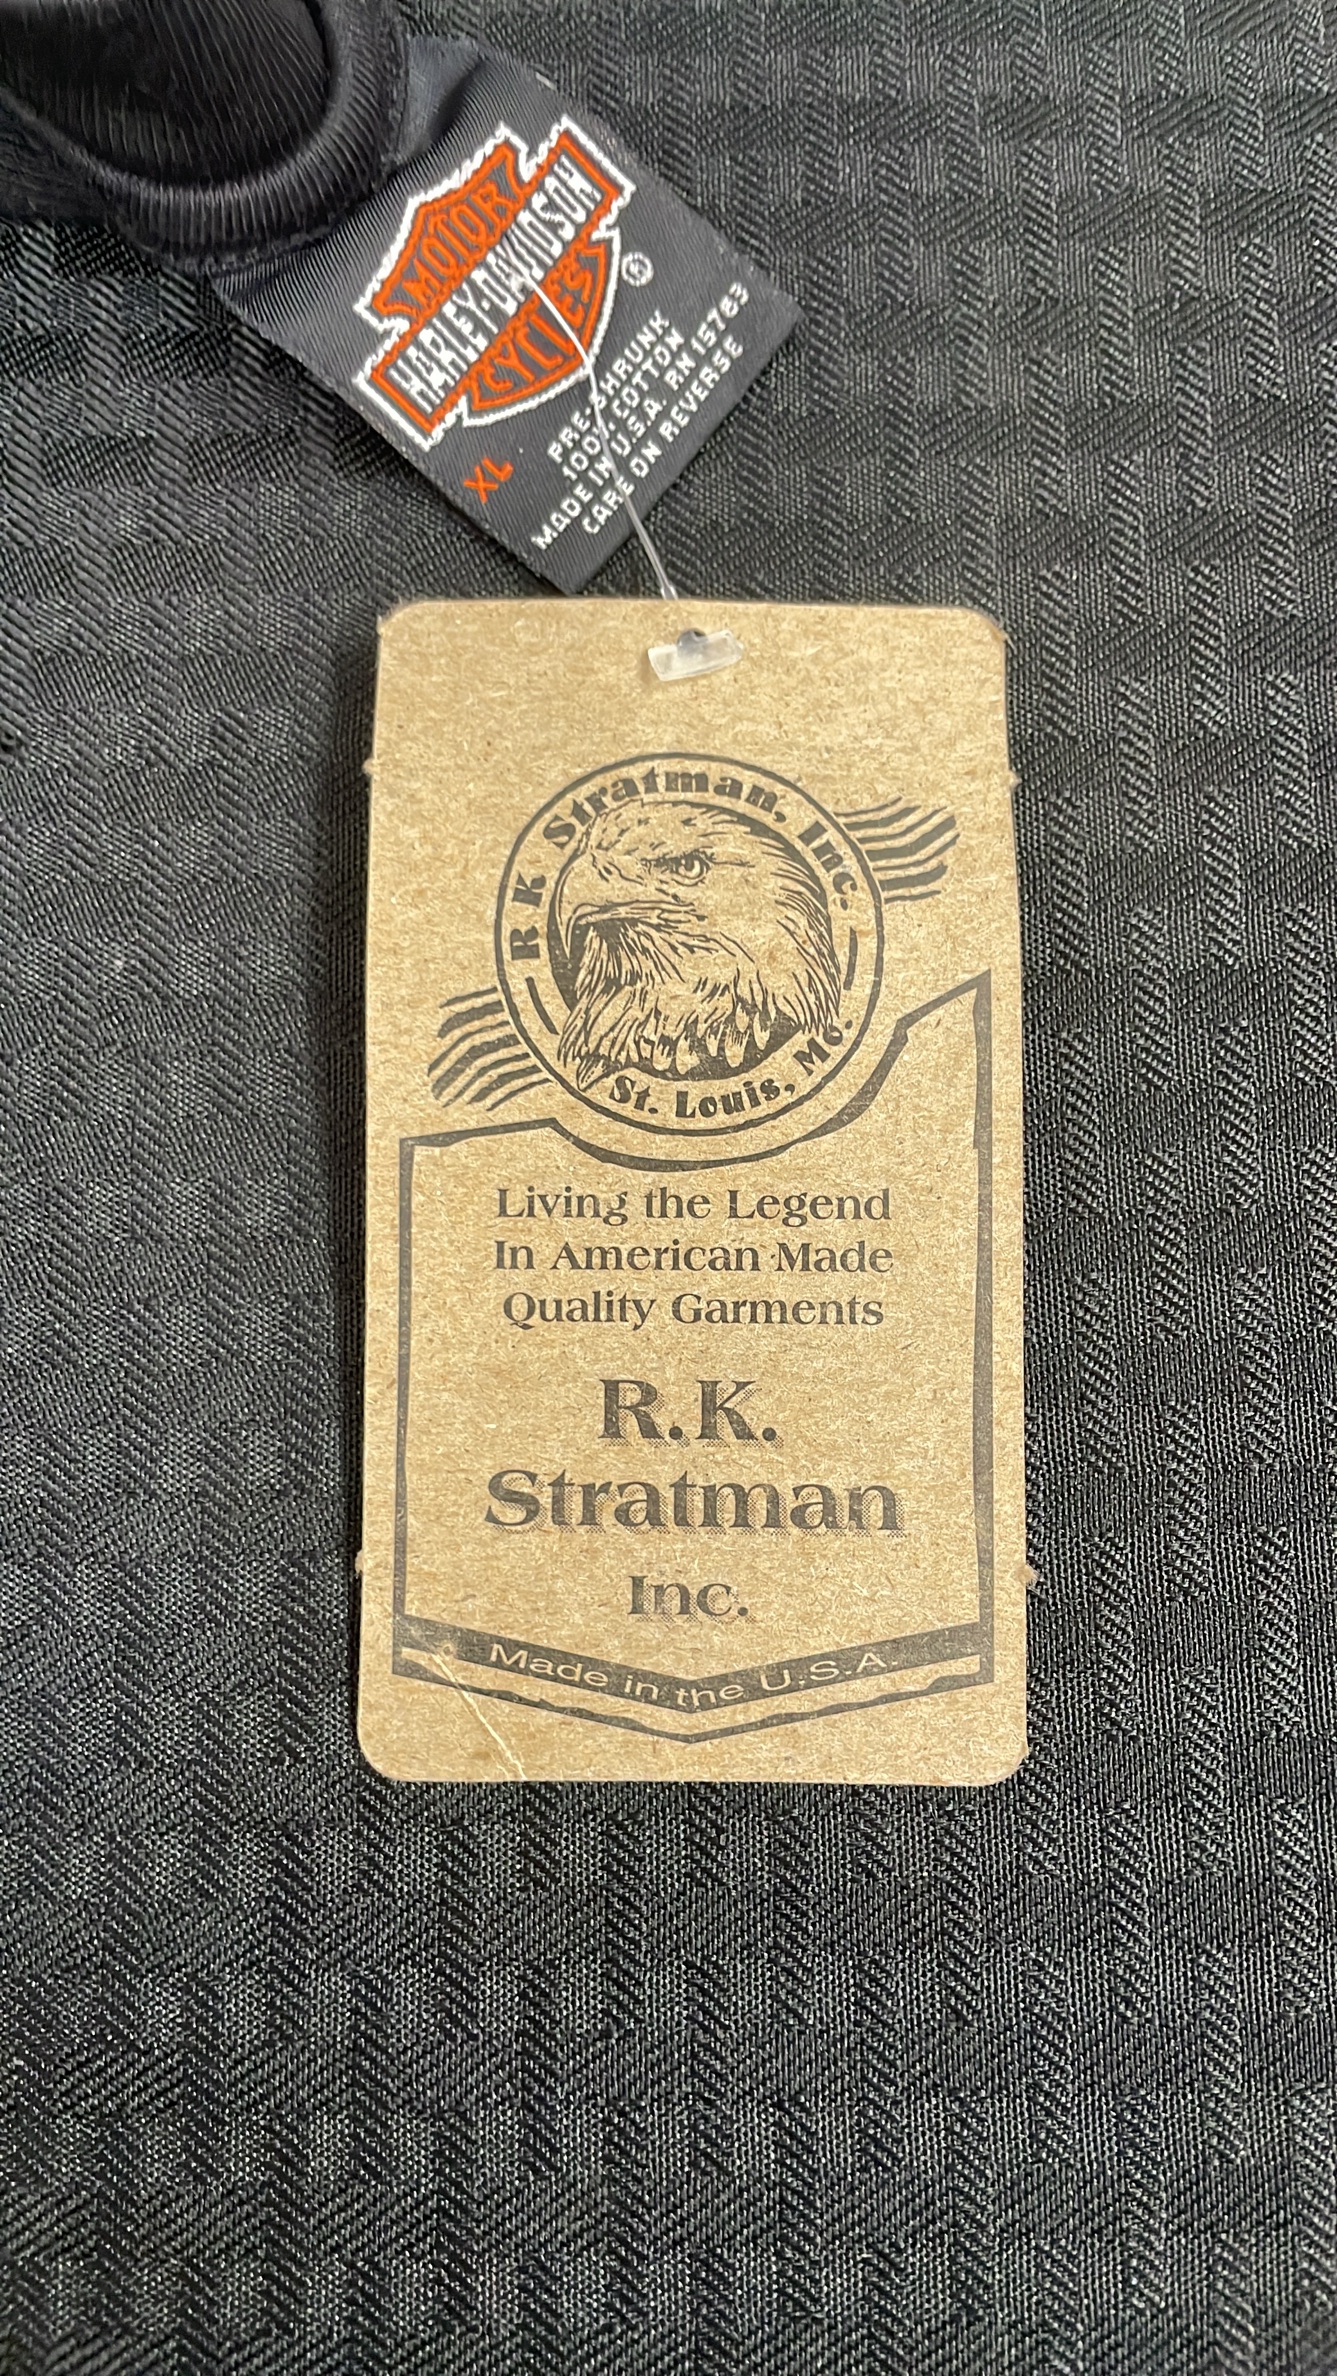 MOTOR
HARLEY-DAVIDSON
CYCLES
®
XL
PRE-SHRUNK
100% COTTON
MADE IN U.S.A. RN 15763
CARE ON REVERSE
R K Stratman, Inc.
St. Louis, Mo.
Living the Legend
In American Made
Quality Garments
R.K.
Stratman
Inc.
Made in the U.S.A.